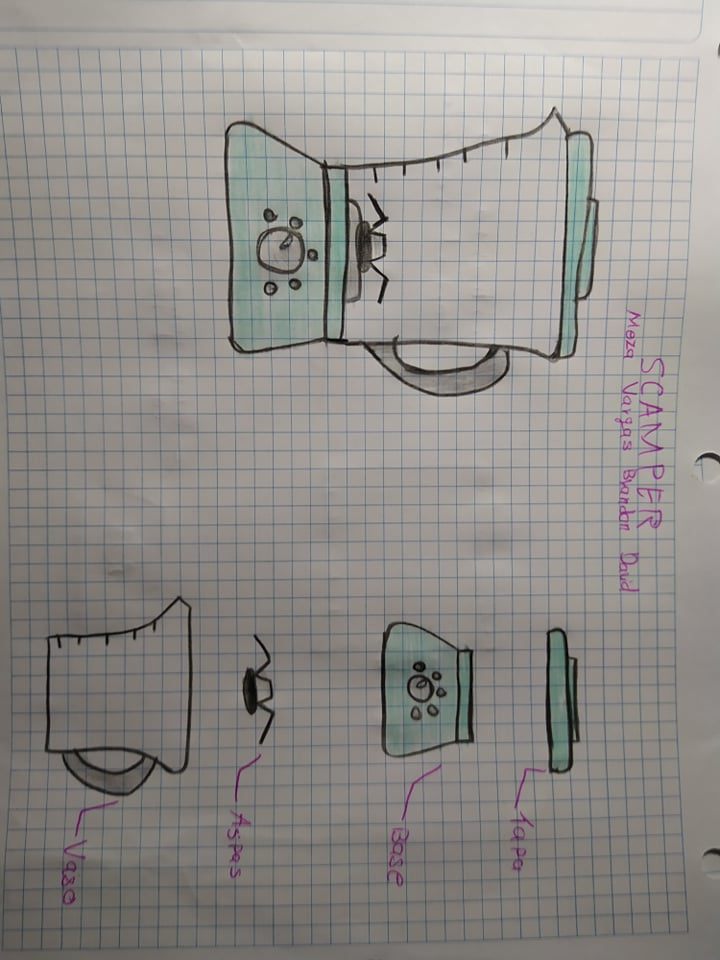 SCAMPER
Meza Vargas Brandon David
Tapa
Base
Aspas
Vaso